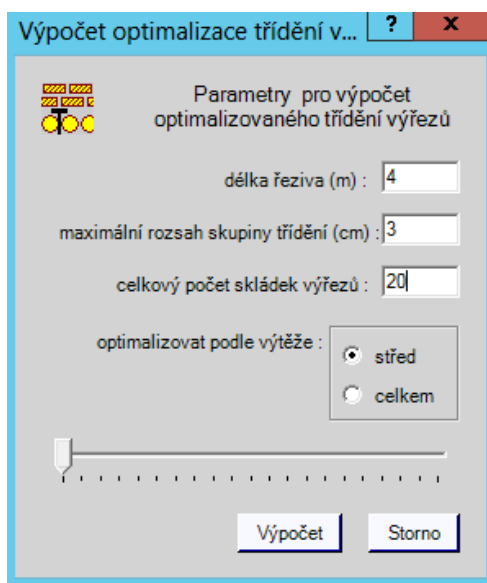 Výpočet optimalizace třídění v... ? x
Parametry pro výpočet
optimalizovaného třídění výřezů
délka řeziva (m) : 4
maximální rozsah skupiny třídění (cm) : 3
celkový počet skládek výřezů : 20
optimalizovat podle výtěže :
střed
celkem
Výpočet Storno